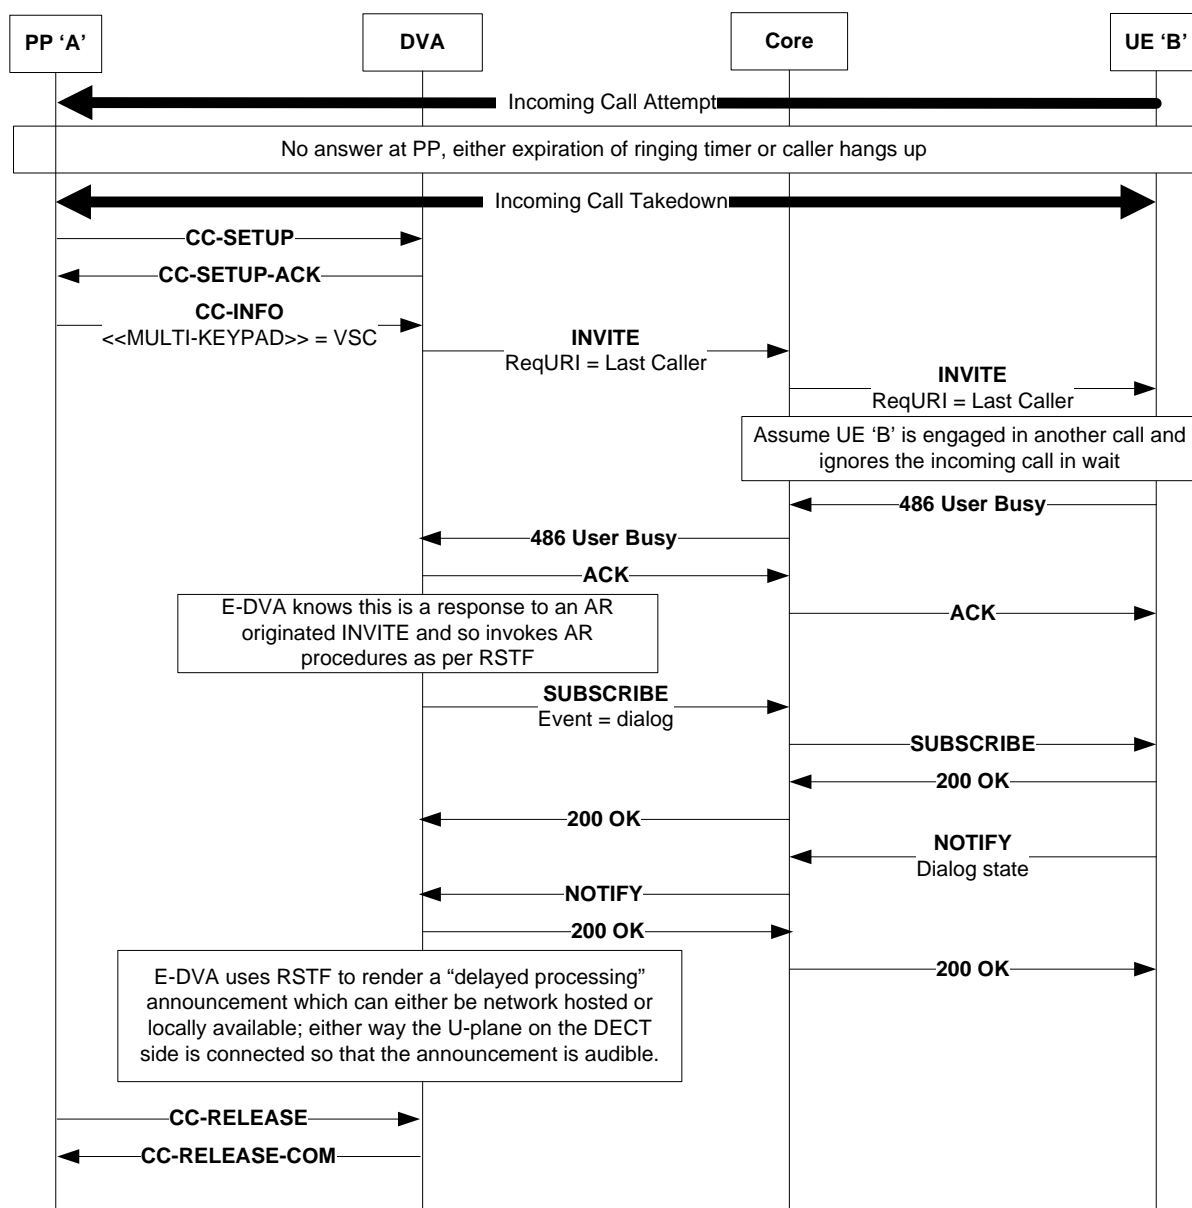 PP ‘A’
DVA
Core
UE ‘B’
Incoming Call Attempt
No answer at PP, either expiration of ringing timer or caller hangs up
Incoming Call Takedown
CC-SETUP
CC-SETUP-ACK
CC-INFO
<<MULTI-KEYPAD>> = VSC
INVITE
ReqURI = Last Caller
INVITE
ReqURI = Last Caller
Assume UE ‘B’ is engaged in another call and
ignores the incoming call in wait
486 User Busy
486 User Busy
ACK
E-DVA knows this is a response to an AR
originated INVITE and so invokes AR
procedures as per RSTF
ACK
SUBSCRIBE
Event = dialog
SUBSCRIBE
200 OK
200 OK
NOTIFY
Dialog state
NOTIFY
200 OK
200 OK
E-DVA uses RSTF to render a “delayed processing”
announcement which can either be network hosted or
locally available; either way the U-plane on the DECT
side is connected so that the announcement is audible.
CC-RELEASE
CC-RELEASE-COM